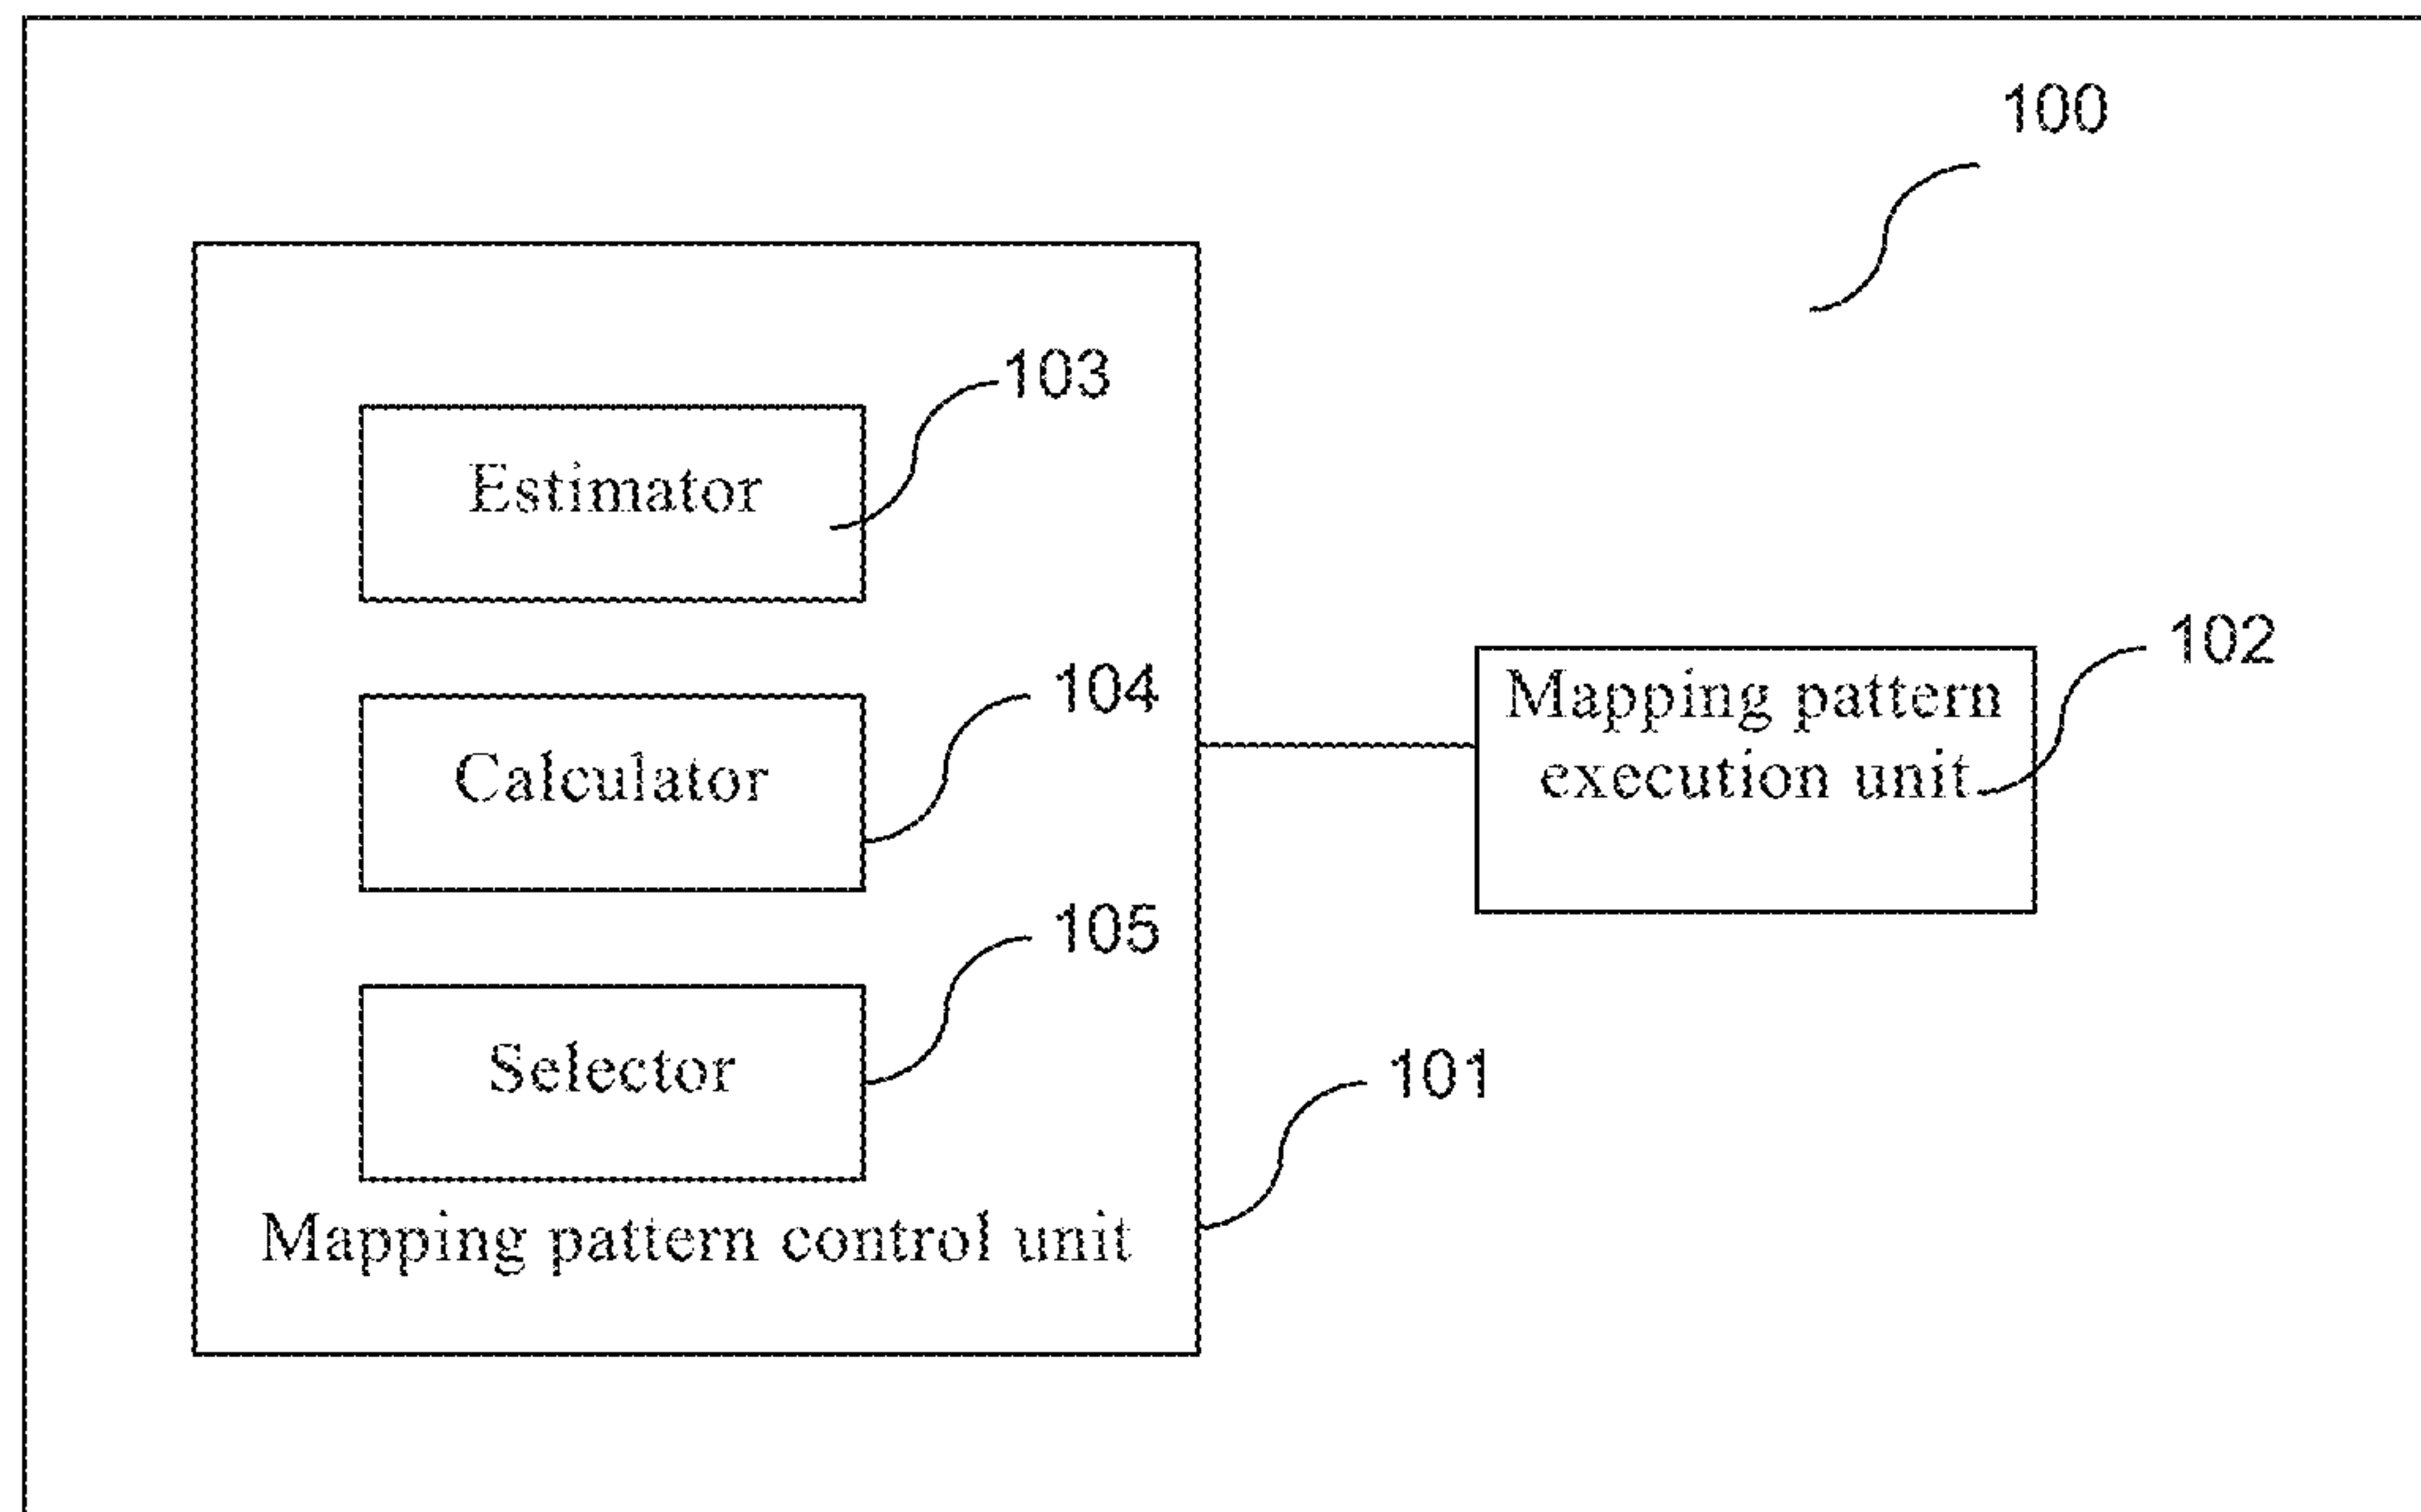 100
103
Estimator
102
Mapping pattern
execution unit
104
Calculator
105
Selector
101
Mapping pattern control unit